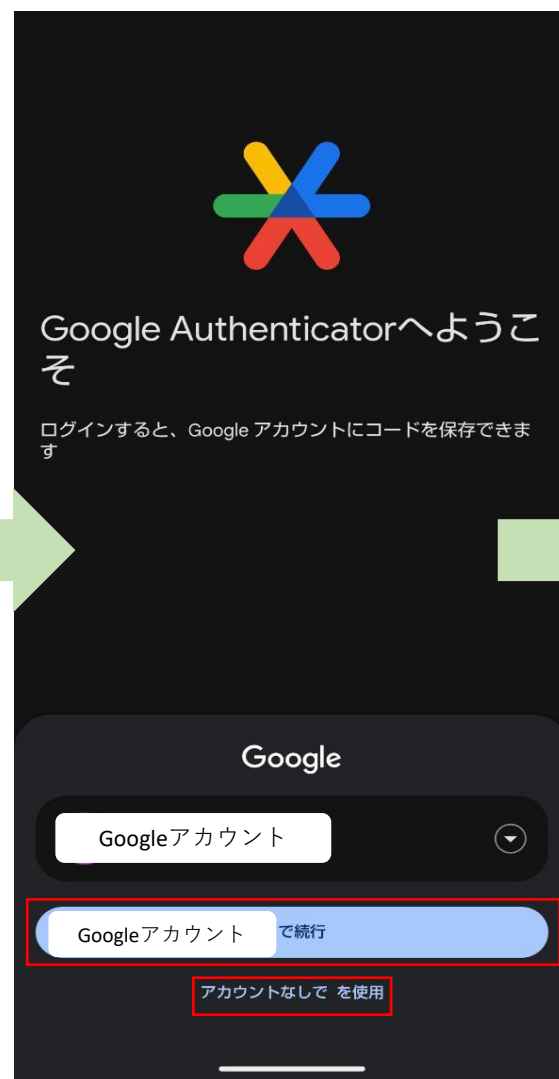 Google Authenticatorへようこ
そ
ログインすると、Google アカウントにコードを保存できま
す
Google
Googleアカウント
Googleアカウント で続行
アカウントなしで を使用